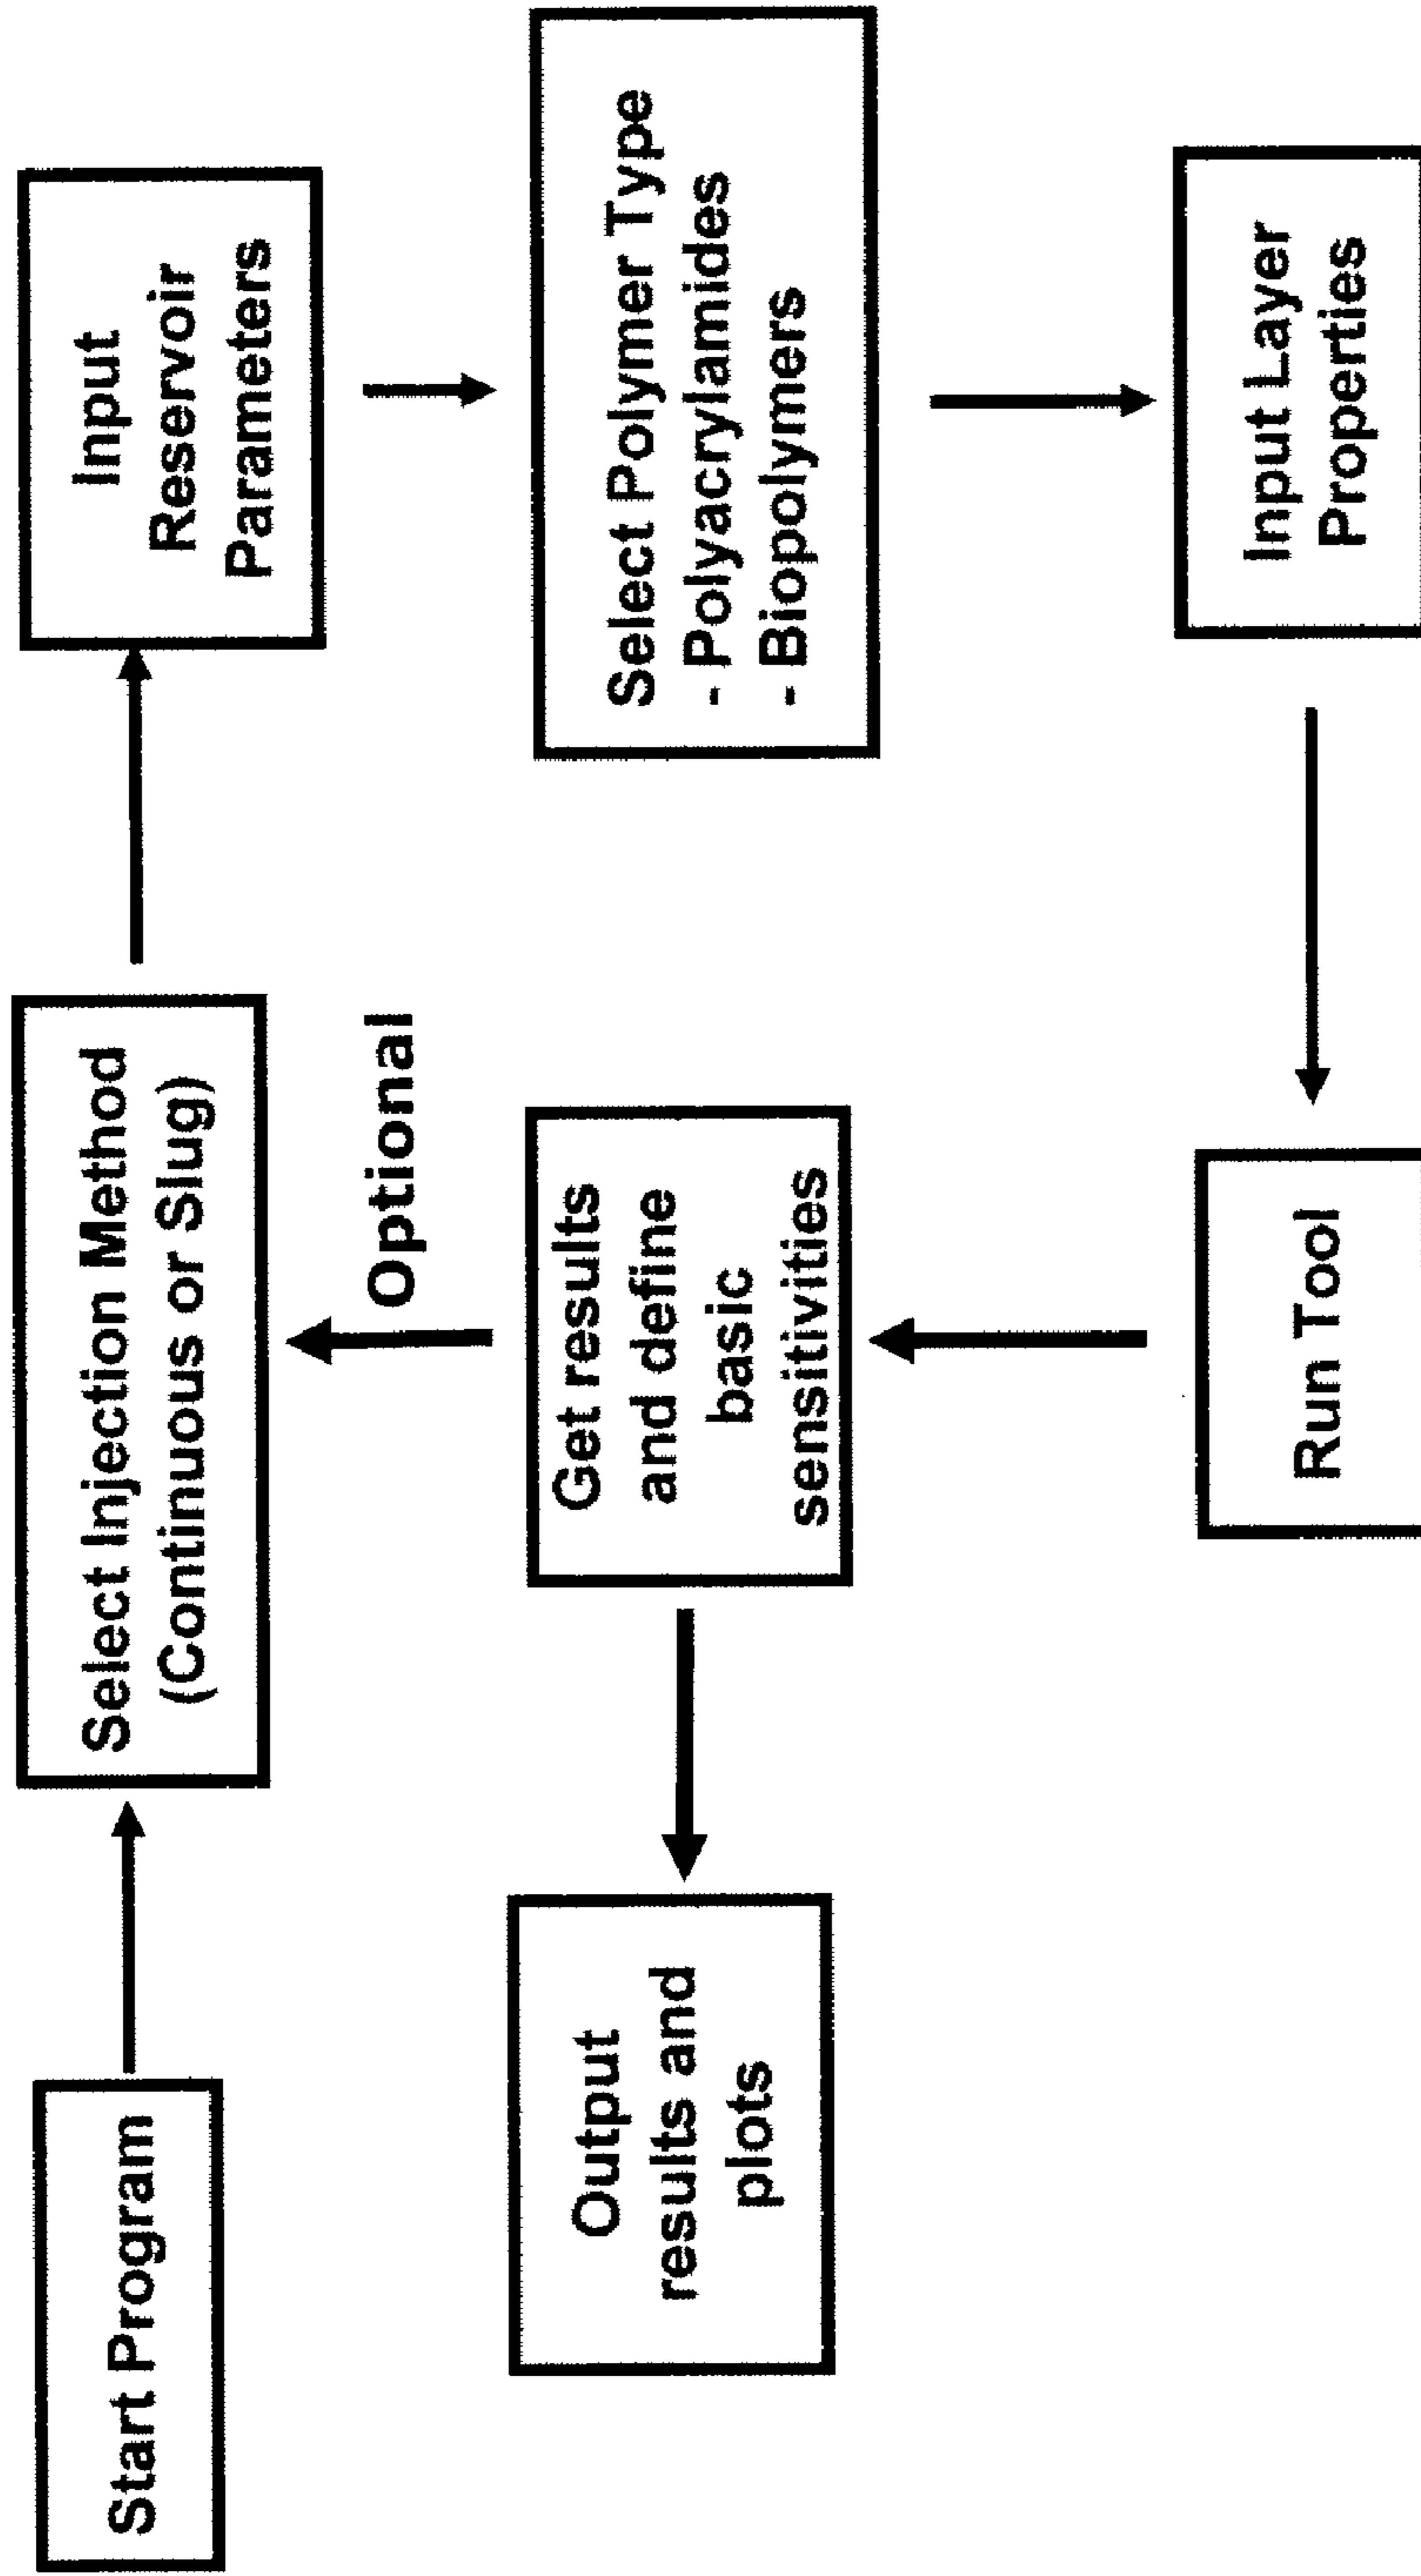 Start Program
Select Injection Method
(Continuous or Slug)
Input
Reservoir
Parameters
Optional
Select Polymer Type
- Polyacrylamides
- Biopolymers
Input Layer
Properties
Run Tool
Get results
and define
basic
sensitivities
Output
results and
plots